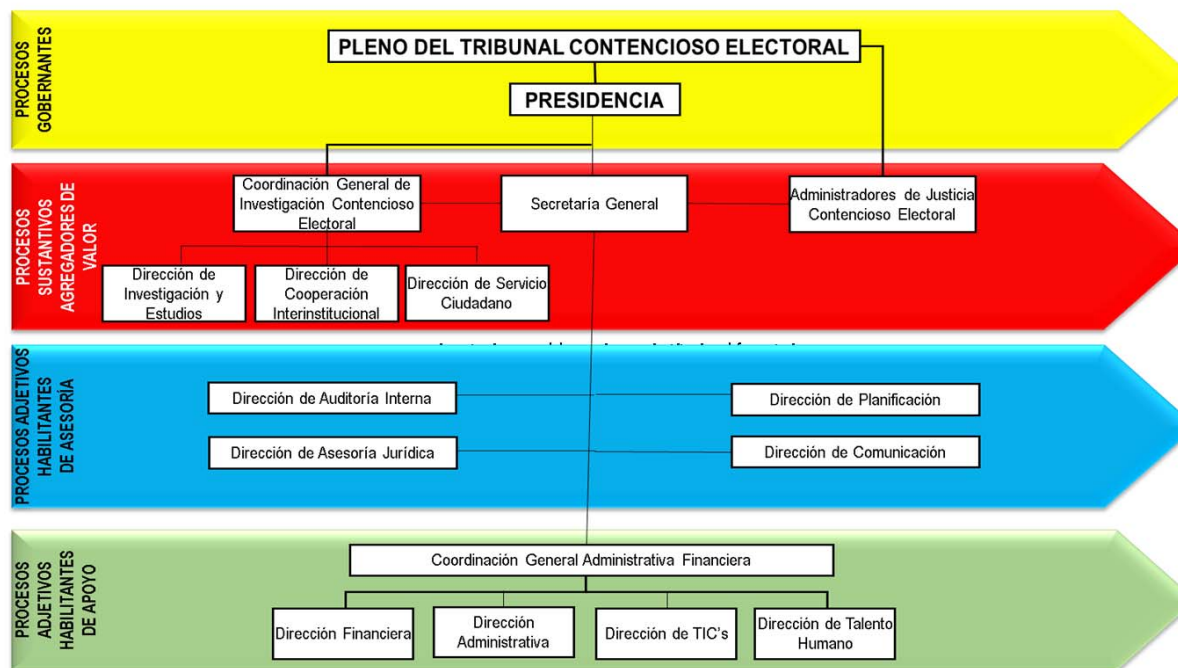 PROCESOS
GOBERNANTES
PLENO DEL TRIBUNAL CONTENCIOSO ELECTORAL
PRESIDENCIA
PROCESOS
SUSTANTIVOS
AGREGADORES DE
VALOR
Coordinación General de
Investigación Contencioso
Electoral
Secretaría General
Administradores de Justicia
Contencioso Electoral
Dirección de
Investigación y
Estudios
Dirección de
Cooperación
Interinstitucional
Dirección de Servicio
Ciudadano
PROCESOS ADJETIVOS
HABILITANTES
DE ASESORÍA
Dirección de Auditoría Interna
Dirección de Planificación
Dirección de Asesoría Jurídica
Dirección de Comunicación
PROCESOS
ADJETIVOS
HABILITANTES
DE APOYO
Coordinación General Administrativa Financiera
Dirección Financiera
Dirección
Administrativa
Dirección de TIC's
Dirección de Talento
Humano